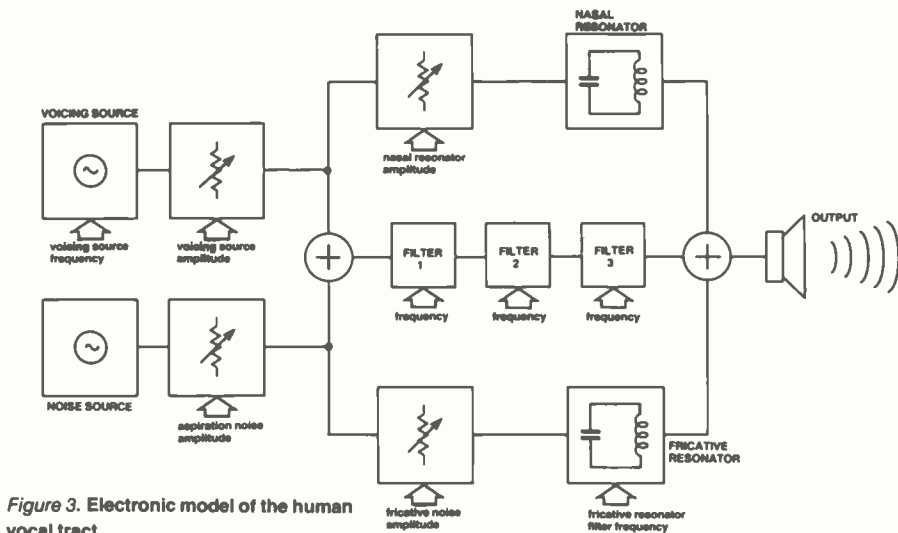 NASAL
RESONATOR
VOICING SOURCE
nasal resonator
amplitude
OUTPUT
voicing source
frequency
voicing source
amplitude
FILTER
1
FILTER
2
FILTER
3
frequency
frequency
frequency
NOISE SOURCE
aspiration noise
amplitude
FRICATIVE
RESONATOR
fricative noise
amplitude
fricative resonator
filter frequency
Figure 3. Electronic model of the human
vocal tract